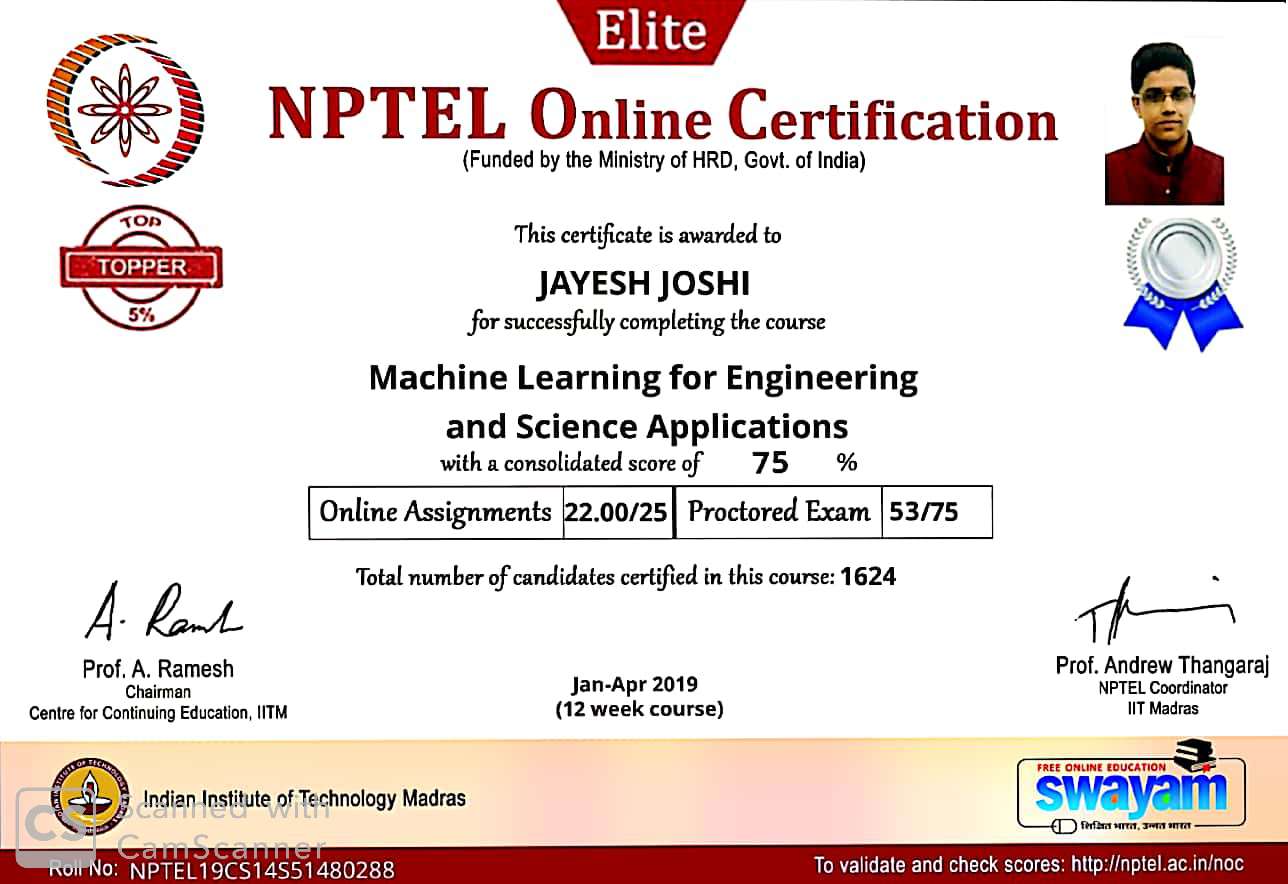 Elite
NPTEL Online Certification
(Funded by the Ministry of HRD, Govt. of India)
TOP
TOPPER
5%
This certificate is awarded to
JAYESH JOSHI
for successfully completing the course
Machine Learning for Engineering
and Science Applications
with a consolidated score of 75 %
Online Assignments 22.00/25 Proctored Exam 53/75
Total number of candidates certified in this course: 1624
Prof. A. Ramesh
Chairman
Centre for Continuing Education, IITM
Jan-Apr 2019
(12 week course)
Prof. Andrew Thangaraj
NPTEL Coordinator
IIT Madras
Indian Institute of Technology Madras
FREE ONLINE EDUCATION
swayam
शिक्षित भारत, उन्नत भारत
CS Scanned with
CamScanner
Roll No: NPTEL19CS14S51480288
To validate and check scores: http://nptel.ac.in/noc